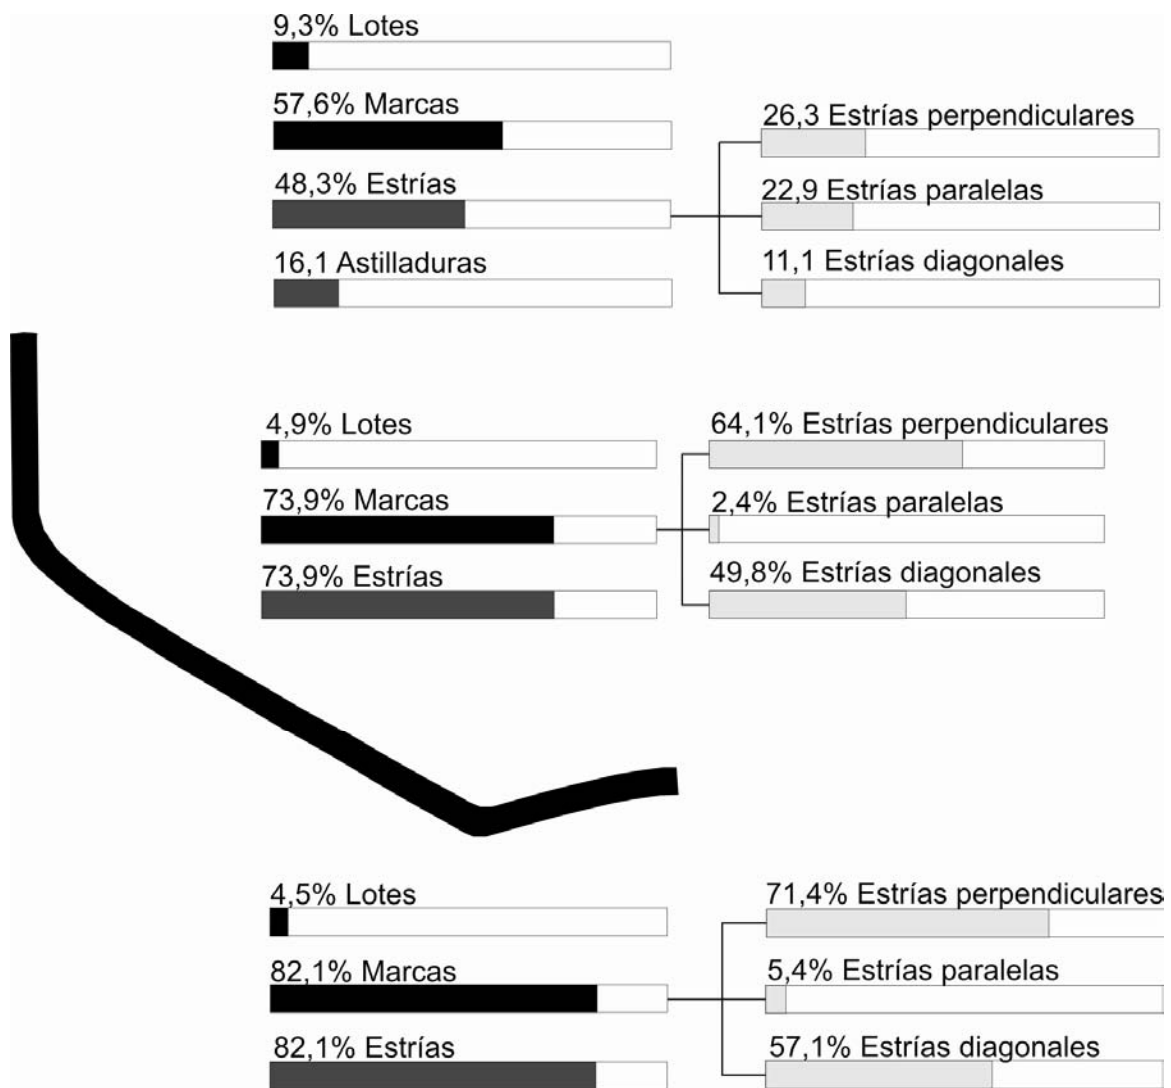 9,3% Lotes
57,6% Marcas
48,3% Estrías
16,1 Astilladuras
26,3 Estrías perpendiculares
22,9 Estrías paralelas
11,1 Estrías diagonales
4,9% Lotes
73,9% Marcas
73,9% Estrías
64,1% Estrías perpendiculares
2,4% Estrías paralelas
49,8% Estrías diagonales
4,5% Lotes
82,1% Marcas
82,1% Estrías
71,4% Estrías perpendiculares
5,4% Estrías paralelas
57,1% Estrías diagonales